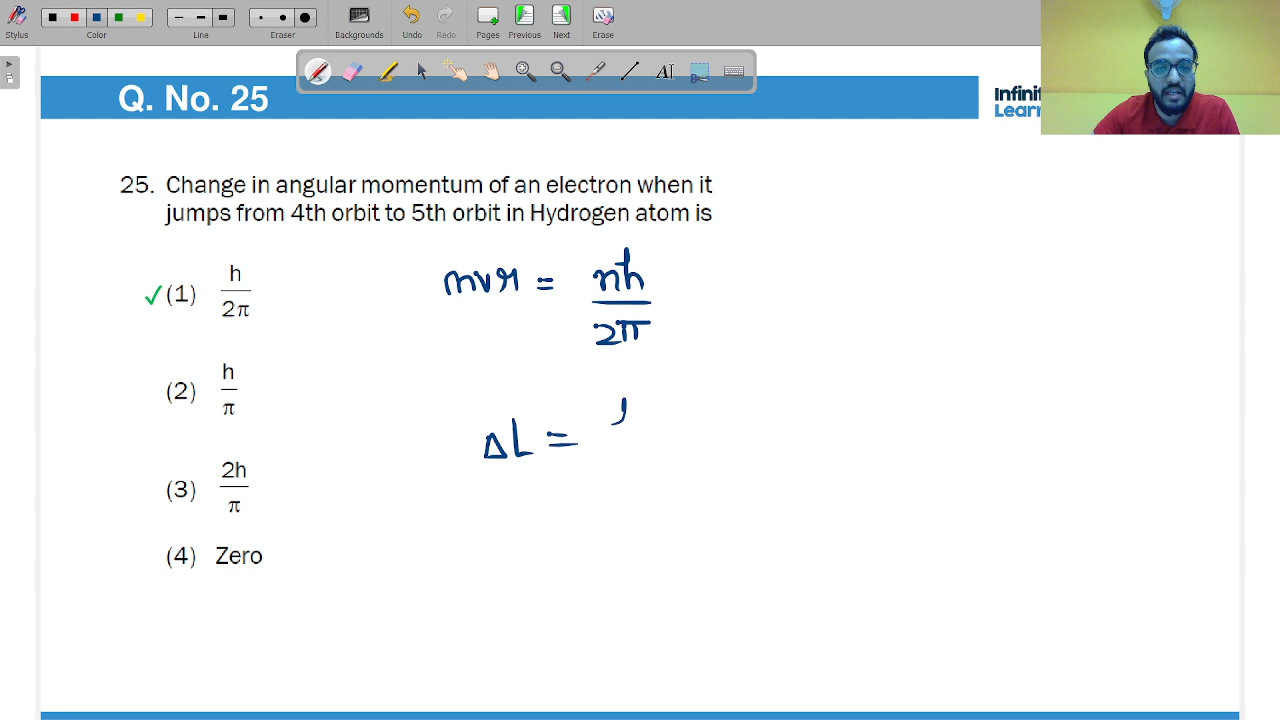 Stylus Color Line Eraser Backgrounds Undo Redo Pages Previous Next Erase
Q. No. 25
Infinit
Learn
25. Change in angular momentum of an electron when it
jumps from 4th orbit to 5th orbit in Hydrogen atom is
✓(1) h/2π
(2) h/π
(3) 2h/π
(4) Zero
mvr = nh/2π
ΔL =